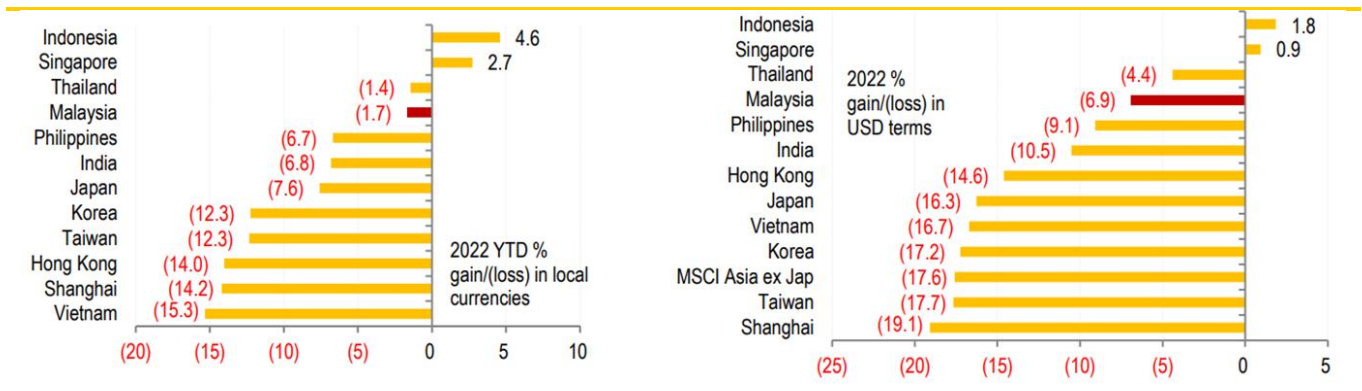 Indonesia 4.6
Singapore 2.7
Thailand (1.4)
Malaysia (1.7)
Philippines (6.7)
India (6.8)
Japan (7.6)
Korea (12.3)
Taiwan (12.3)
Hong Kong (14.0)
Shanghai (14.2)
Vietnam (15.3)
2022 YTD %
gain/(loss) in local
currencies
(20) (15) (10) (5) 0 5 10
Indonesia 1.8
Singapore 0.9
Thailand (4.4)
Malaysia (6.9)
Philippines (9.1)
India (10.5)
Hong Kong (14.6)
Japan (16.3)
Vietnam (16.7)
Korea (17.2)
MSCI Asia ex Jap (17.6)
Taiwan (17.7)
Shanghai (19.1)
2022 %
gain/(loss) in
USD terms
(25) (20) (15) (10) (5) 0 5